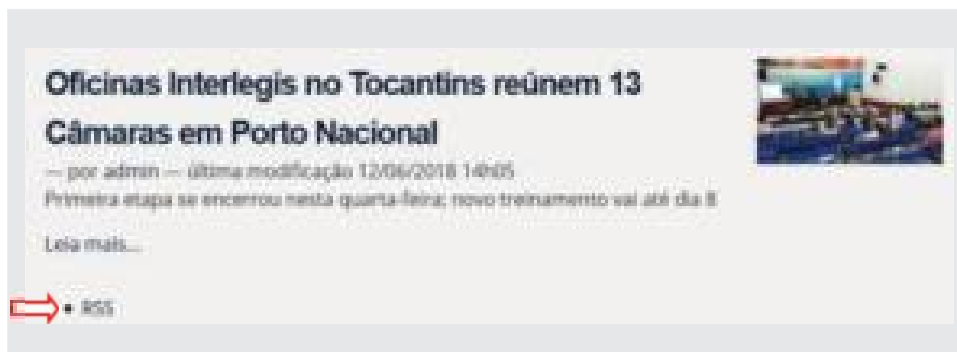 Oficinas Interlegis no Tocantins reúnem 13
Câmaras em Porto Nacional
— por admin — última modificação 12/06/2018 14h05
Primeira etapa se encerrou nesta quarta-feira; novo treinamento vai até dia 8
Leia mais...
• RSS